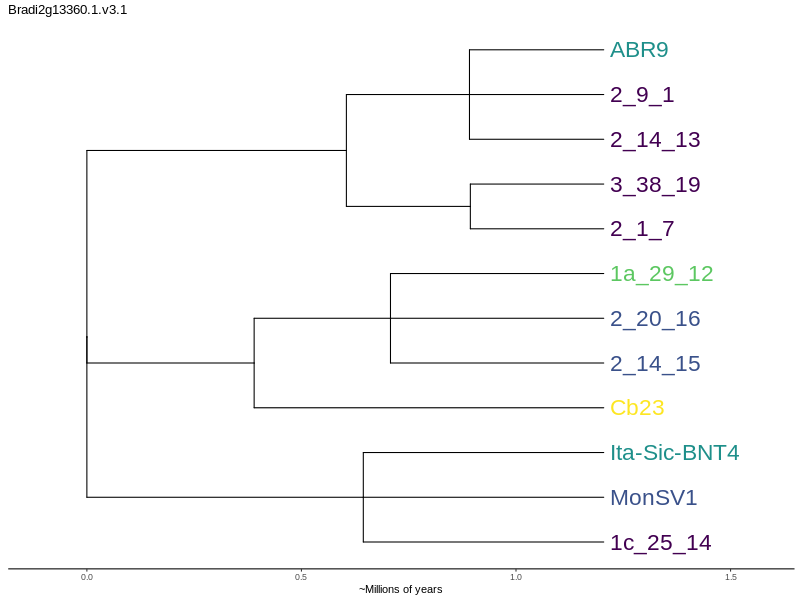 Bradi2g13360.1.v3.1
ABR9
2_9_1
2_14_13
3_38_19
2_1_7
1a_29_12
2_20_16
2_14_15
Cb23
Ita-Sic-BNT4
MonSV1
1c_25_14
0.0 0.5 1.0 1.5
~Millions of years